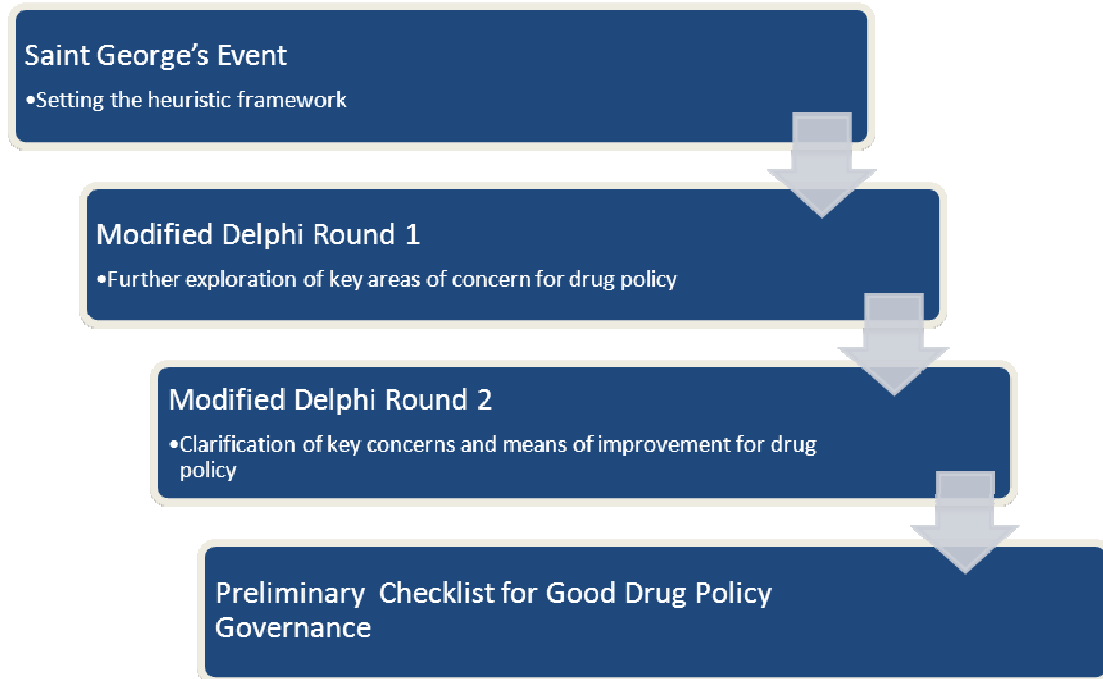 Saint George’s Event
•Setting the heuristic framework
Modified Delphi Round 1
•Further exploration of key areas of concern for drug policy
Modified Delphi Round 2
•Clarification of key concerns and means of improvement for drug
policy
Preliminary Checklist for Good Drug Policy
Governance